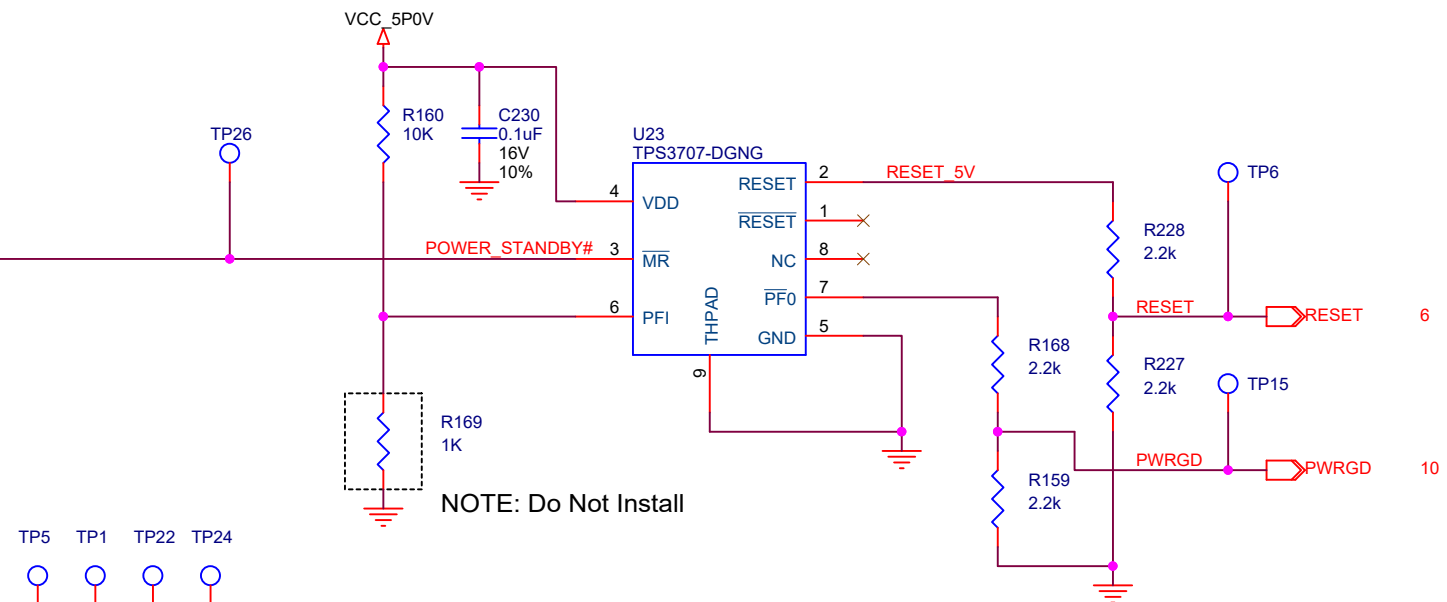 VCC_5P0V
R160
10K
C230
0.1uF
16V
10%
TP26
U23
TPS3707-DGNG
4
VDD
POWER_STANDBY#
3
MR
6
PFI
THPAD
9
RESET
2
RESET_5V
RESET
1
NC
8
PF0
7
GND
5
R228
2.2k
TP6
RESET
RESET
6
R168
2.2k
R227
2.2k
TP15
PWRGD
PWRGD
10
R159
2.2k
R169
1K
NOTE: Do Not Install
TP5
TP1
TP22
TP24